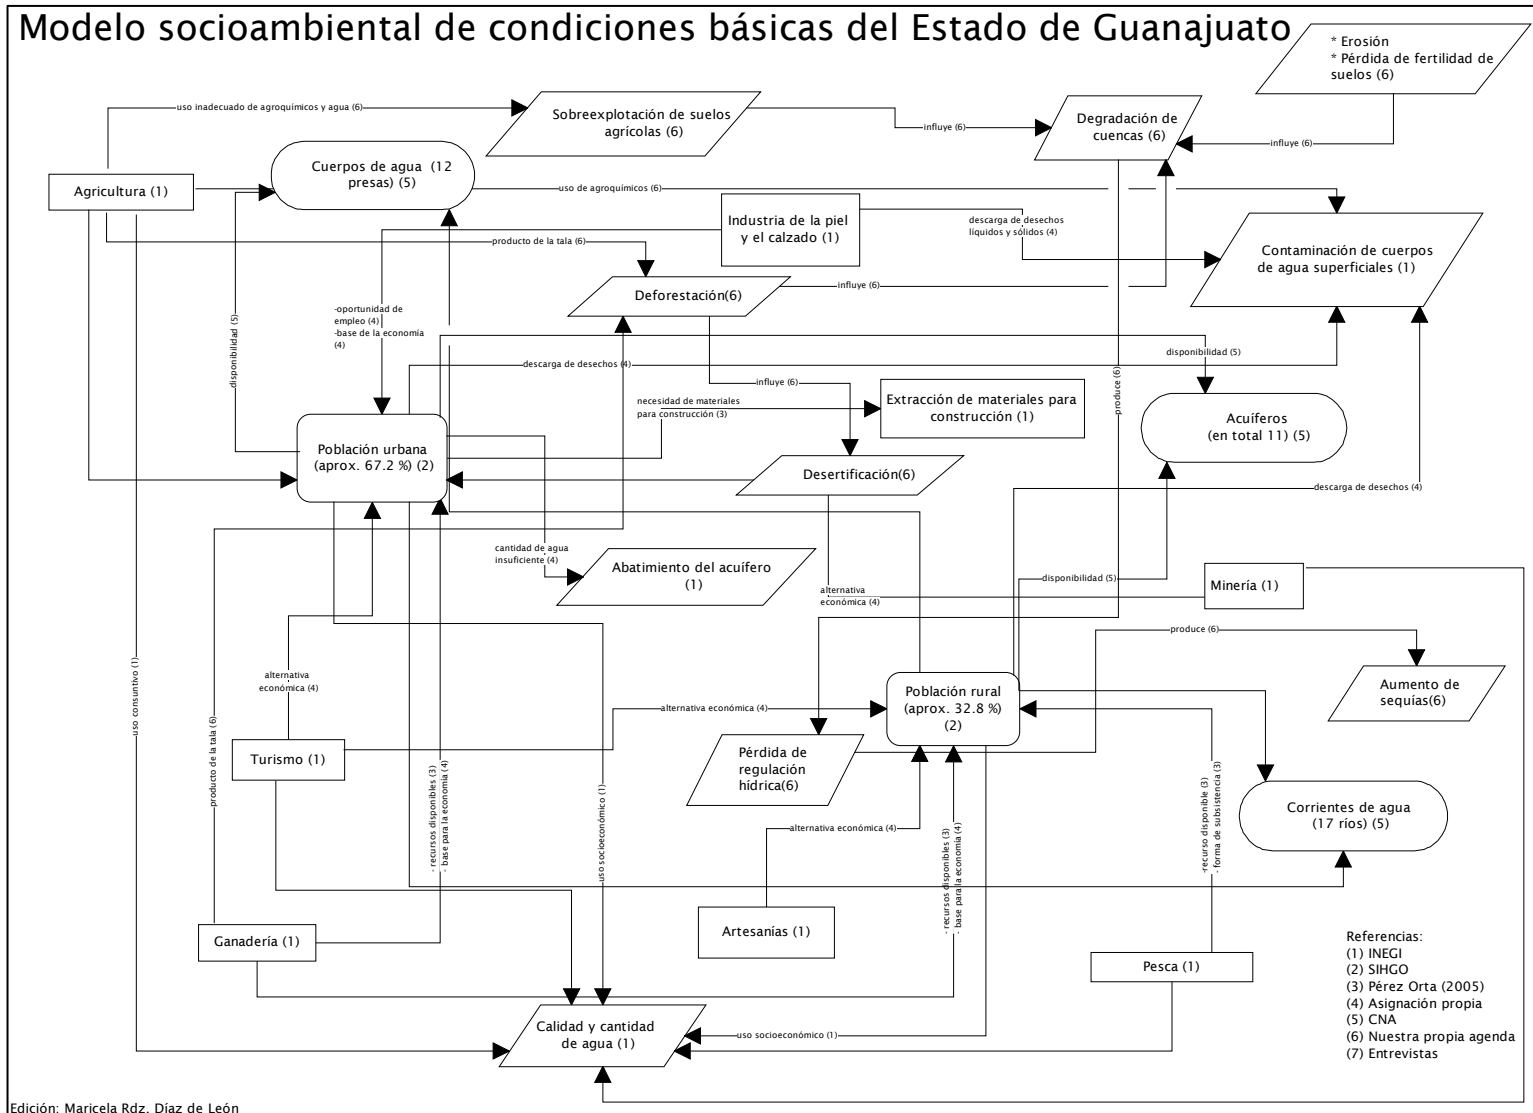 Modelo socioambiental de condiciones básicas del Estado de Guanajuato
* Erosión
* Pérdida de fertilidad de
suelos (6)
uso inadecuado de agroquímicos y agua (6)
Sobreexplotación de suelos
agrícolas (6)
influye (6)
Degradación de
cuencas (6)
influye (6)
Agricultura (1)
Cuerpos de agua (12
presas) (5)
uso de agroquímicos (6)
Industria de la piel
y el calzado (1)
descarga de desechos
líquidos y sólidos (4)
Contaminación de cuerpos
de agua superficiales (1)
producto de la tala (6)
Deforestación(6)
influye (6)
-oportunidad de
empleo (4)
-base de la economía
(4)
disponibilidad (5)
descarga de desechos (4)
disponibilidad (5)
influye (6)
produce (6)
necesidad de materiales
para construcción (3)
Extracción de materiales para
construcción (1)
Acuíferos
(en total 11) (5)
Población urbana
(aprox. 67.2 %) (2)
Desertificación(6)
descarga de desechos (4)
cantidad de agua
insuficiente (4)
Abatimiento del acuífero
(1)
disponibilidad (5)
Minería (1)
alternativa
económica (4)
produce (6)
uso consuntivo (1)
alternativa
económica (4)
Población rural
(aprox. 32.8 %)
(2)
Aumento de
sequías(6)
alternativa económica (4)
producto de la tala (6)
Turismo (1)
Pérdida de
regulación
hídrica(6)
- recursos disponibles (3)
- base para la economía (4)
uso socioeconómico (1)
-recurso disponible (3)
- forma de subsistencia (3)
Corrientes de agua
(17 ríos) (5)
alternativa económica (4)
- recursos disponibles (3)
- base para la economía (4)
Ganadería (1)
Artesanías (1)
Pesca (1)
Referencias:
(1) INEGI
(2) SIHGO
(3) Pérez Orta (2005)
(4) Asignación propia
(5) CNA
(6) Nuestra propia agenda
(7) Entrevistas
Calidad y cantidad
de agua (1)
uso socioeconómico (1)
Edición: Maricela Rdz. Díaz de León